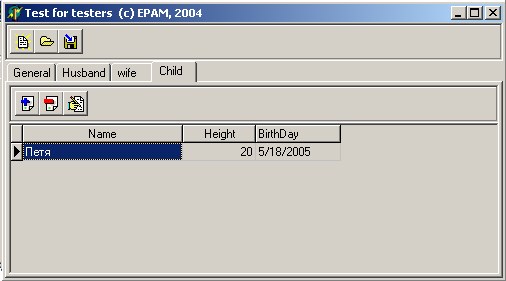 Test for testers (c) EPAM, 2004
General Husband wife Child
Name Height BirthDay
Петя 20 5/18/2005